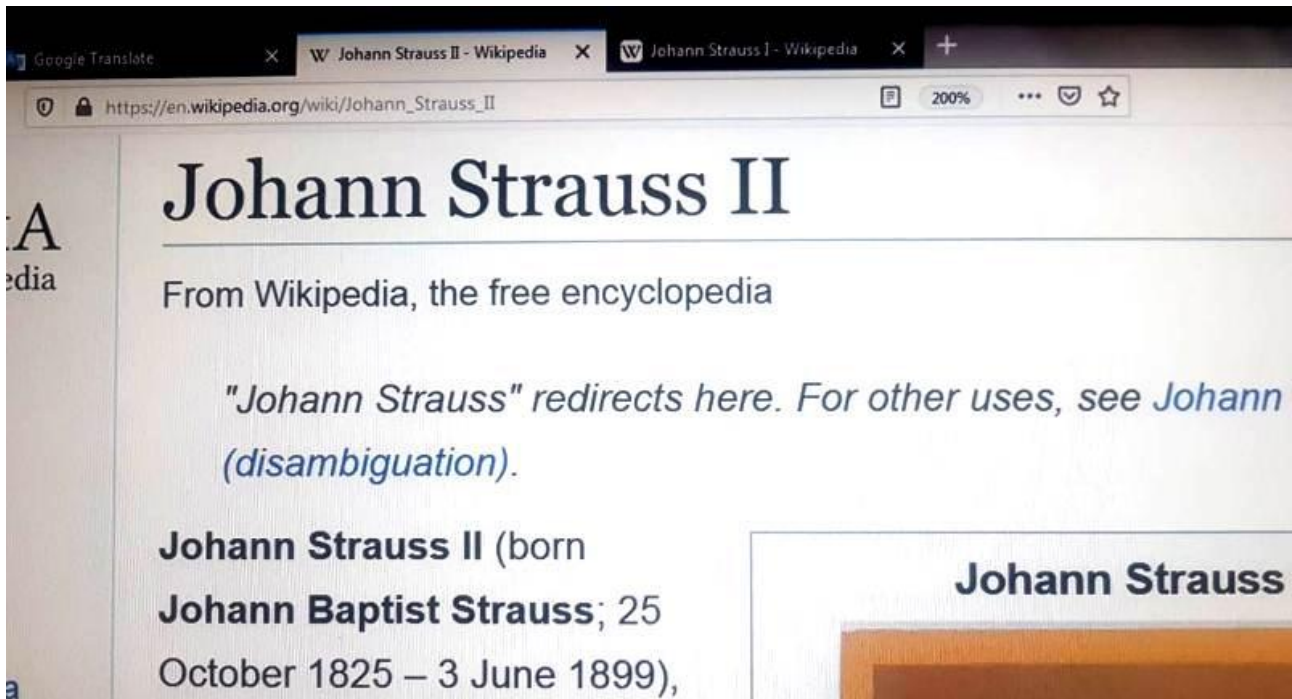 Google Translate
Johann Strauss II - Wikipedia
Johann Strauss I - Wikipedia
https://en.wikipedia.org/wiki/Johann_Strauss_II
200%
Johann Strauss II
A
edia
From Wikipedia, the free encyclopedia
"Johann Strauss" redirects here. For other uses, see Johann
(disambiguation).
Johann Strauss II (born
Johann Baptist Strauss; 25
October 1825 – 3 June 1899),
Johann Strauss
a